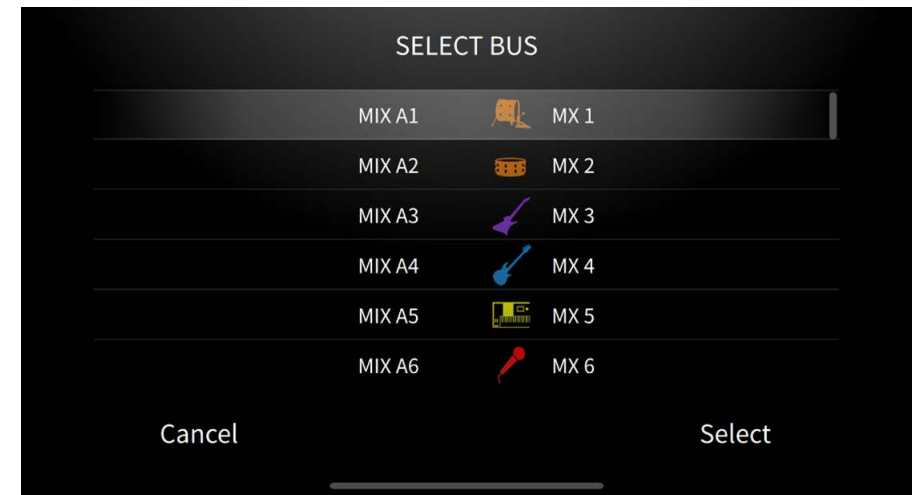 SELECT BUS
MIX A1 MX 1
MIX A2 MX 2
MIX A3 MX 3
MIX A4 MX 4
MIX A5 MX 5
MIX A6 MX 6
Cancel Select